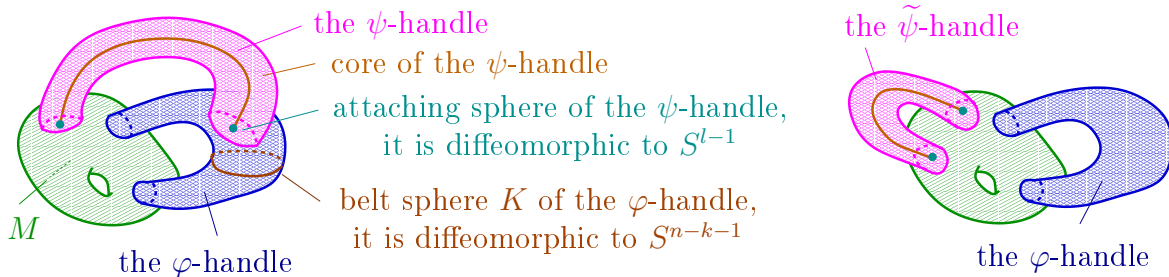 the ψ-handle
core of the ψ-handle
attaching sphere of the ψ-handle,
it is diffeomorphic to S^{l−1}
belt sphere K of the φ-handle,
it is diffeomorphic to S^{n−k−1}
M
the φ-handle
the ψ̃-handle
the φ-handle